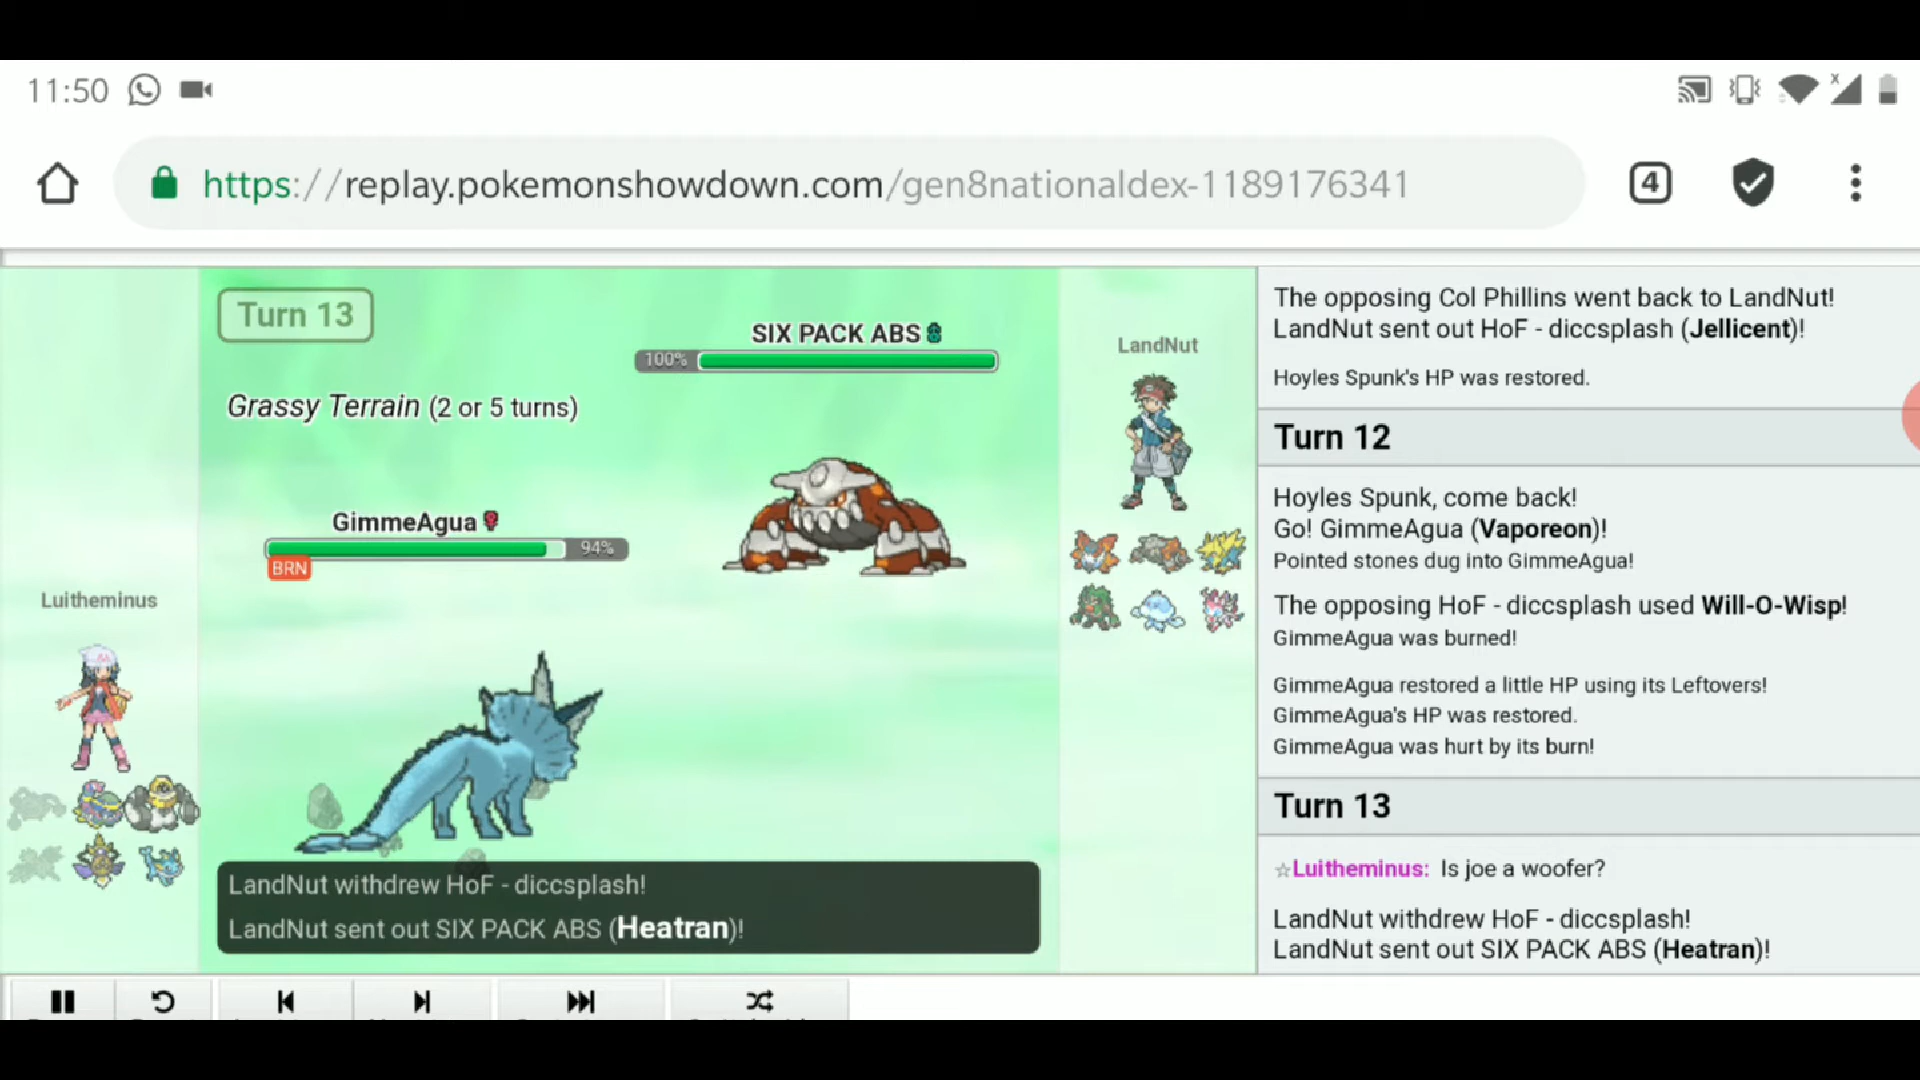 11:50
4
https://replay.pokemonshowdown.com/gen8nationaldex-1189176341
Turn 13
SIX PACK ABS
100%
Grassy Terrain (2 or 5 turns)
GimmeAgua
94%
BRN
Luitheminus
LandNut
LandNut withdrew HoF - diccsplash!
LandNut sent out SIX PACK ABS (Heatran)!
The opposing Col Phillins went back to LandNut!
LandNut sent out HoF - diccsplash (Jellicent)!
Hoyles Spunk's HP was restored.
Turn 12
Hoyles Spunk, come back!
Go! GimmeAgua (Vaporeon)!
Pointed stones dug into GimmeAgua!
The opposing HoF - diccsplash used Will-O-Wisp!
GimmeAgua was burned!
GimmeAgua restored a little HP using its Leftovers!
GimmeAgua's HP was restored.
GimmeAgua was hurt by its burn!
Turn 13
☆Luitheminus: Is joe a woofer?
LandNut withdrew HoF - diccsplash!
LandNut sent out SIX PACK ABS (Heatran)!